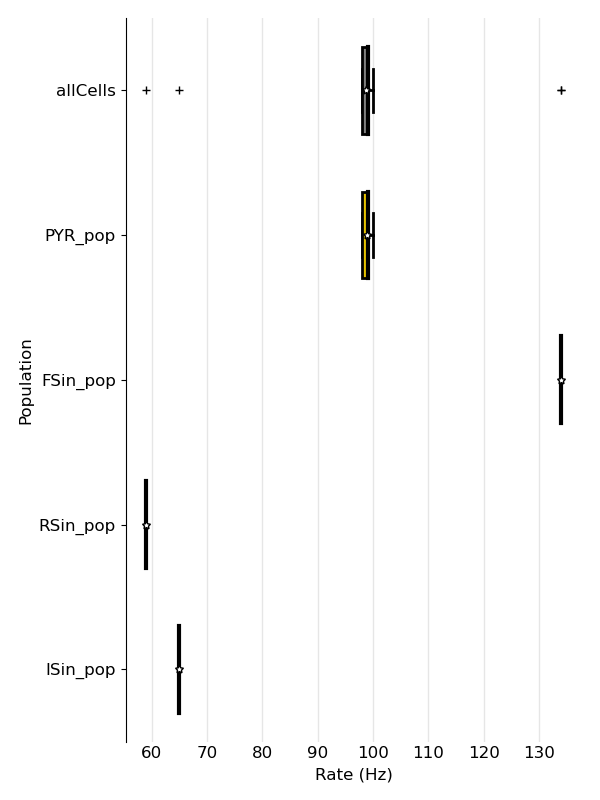 allCells
PYR_pop
FSin_pop
RSin_pop
ISin_pop
Population
60 70 80 90 100 110 120 130
Rate (Hz)